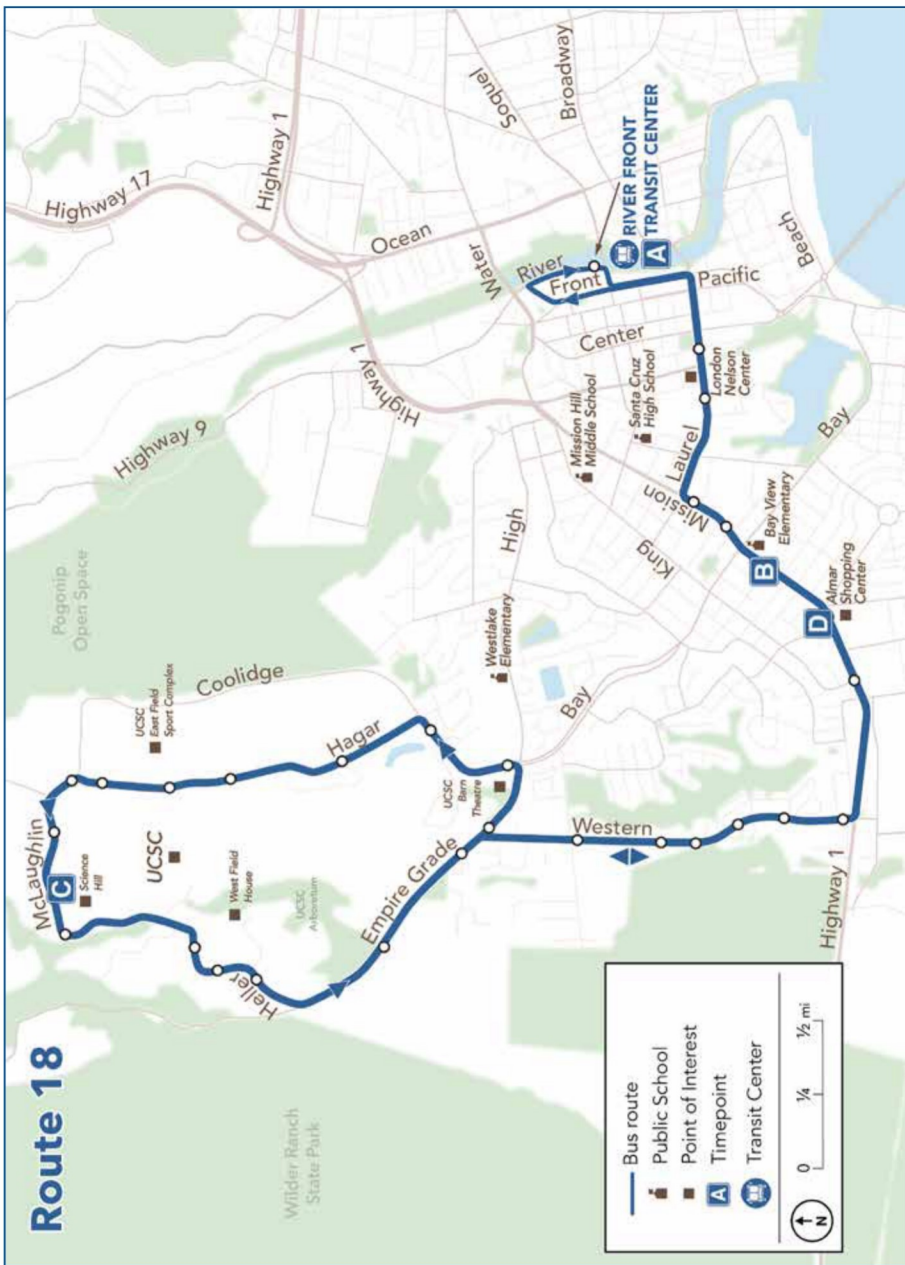 Route 18
Highway 17
Highway 1
Soquel
Broadway
Ocean
Water
River
Front
RIVER FRONT
TRANSIT CENTER
A
Pacific
Beach
Center
London
Nelson
Center
Santa Cruz
High School
Mission Hill
Middle School
Laurel
Mission
Highway 1
Highway 9
High
King
Bay
Bay View
Elementary
B
D
Almar
Shopping
Center
Westlake
Elementary
Bay
Pogonip
Open Space
Coolidge
UCSC
East Field
Sport Complex
Hagar
McLaughlin
C
Science
Hill
UCSC
West Field
House
UCSC
Arboretum
UCSC
Barn
Theatre
Heller
Empire Grade
Western
Highway 1
Wilder Ranch
State Park
Bus route
Public School
Point of Interest
A
Timepoint
Transit Center
N
0 1/4 1/2 mi